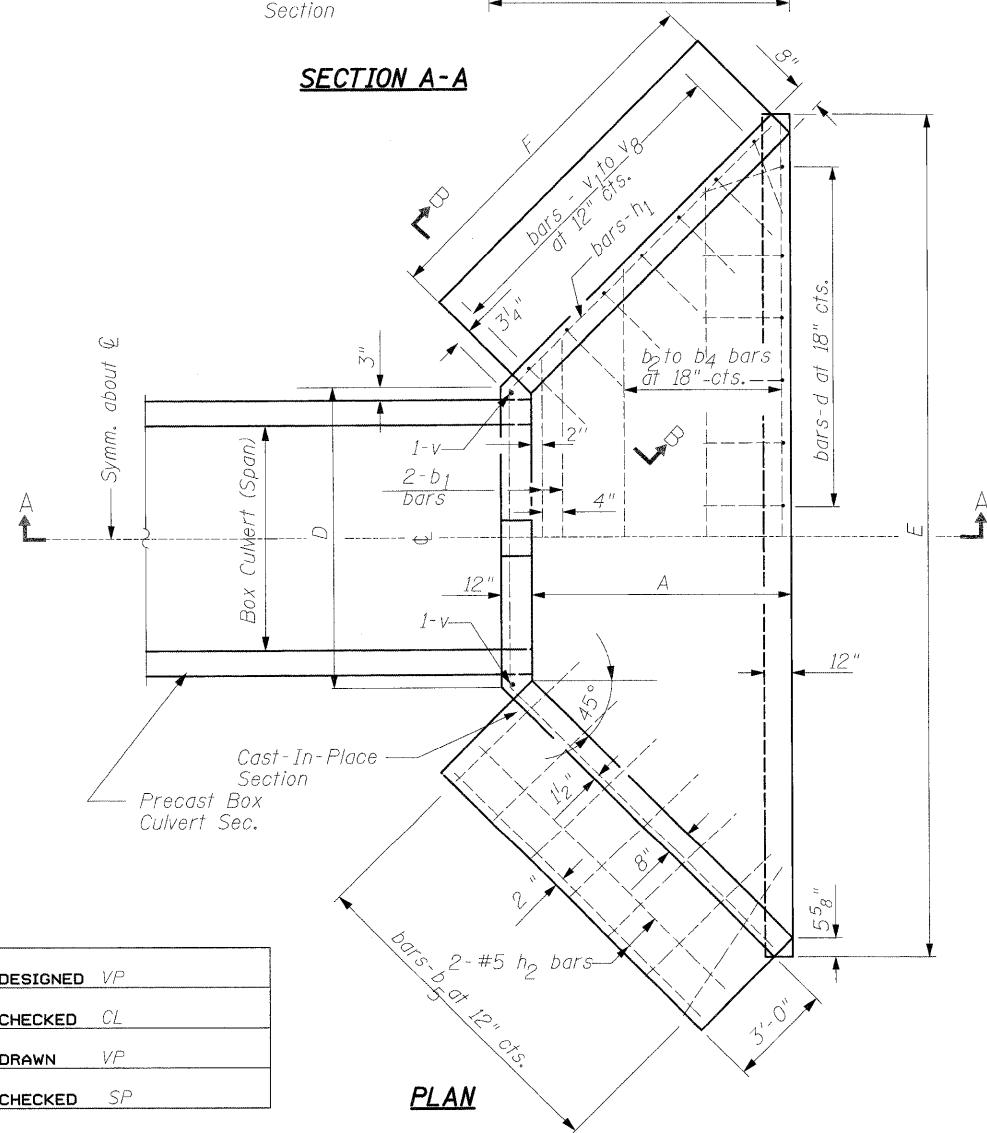 Section
SECTION A-A
8"
F
bars - v1 to v8
at 12" cts.
B
bars-h1
3¼"
3"
Symm. about ℄
b2 to b4 bars
at 18" cts.
bars-d at 18" cts.
1-v
2"
B
2-b1
bars
4"
A
A
Box Culvert (Span)
D
℄
E
12"
A
1-v
12"
45°
Cast-In-Place
Section
1½"
Precast Box
Culvert Sec.
8"
2"
5⅝"
bars-b5 at 12" cts.
2-#5 h2 bars
3'-0"
DESIGNED VP
CHECKED CL
DRAWN VP
CHECKED SP
PLAN